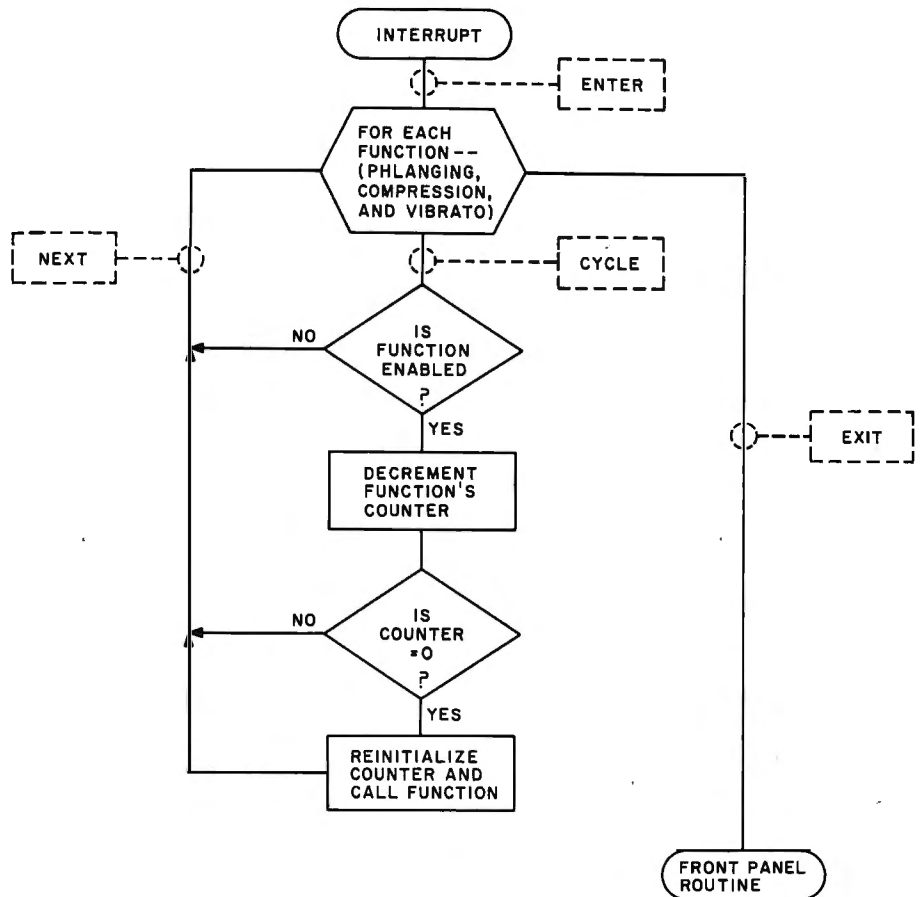 INTERRUPT
ENTER
FOR EACH
FUNCTION--
(PHLANGING,
COMPRESSION,
AND VIBRATO)
NEXT
CYCLE
NO
IS
FUNCTION
ENABLED
?
YES
EXIT
DECREMENT
FUNCTION'S
COUNTER
NO
IS
COUNTER
=0
?
YES
REINITIALIZE
COUNTER AND
CALL FUNCTION
FRONT PANEL
ROUTINE